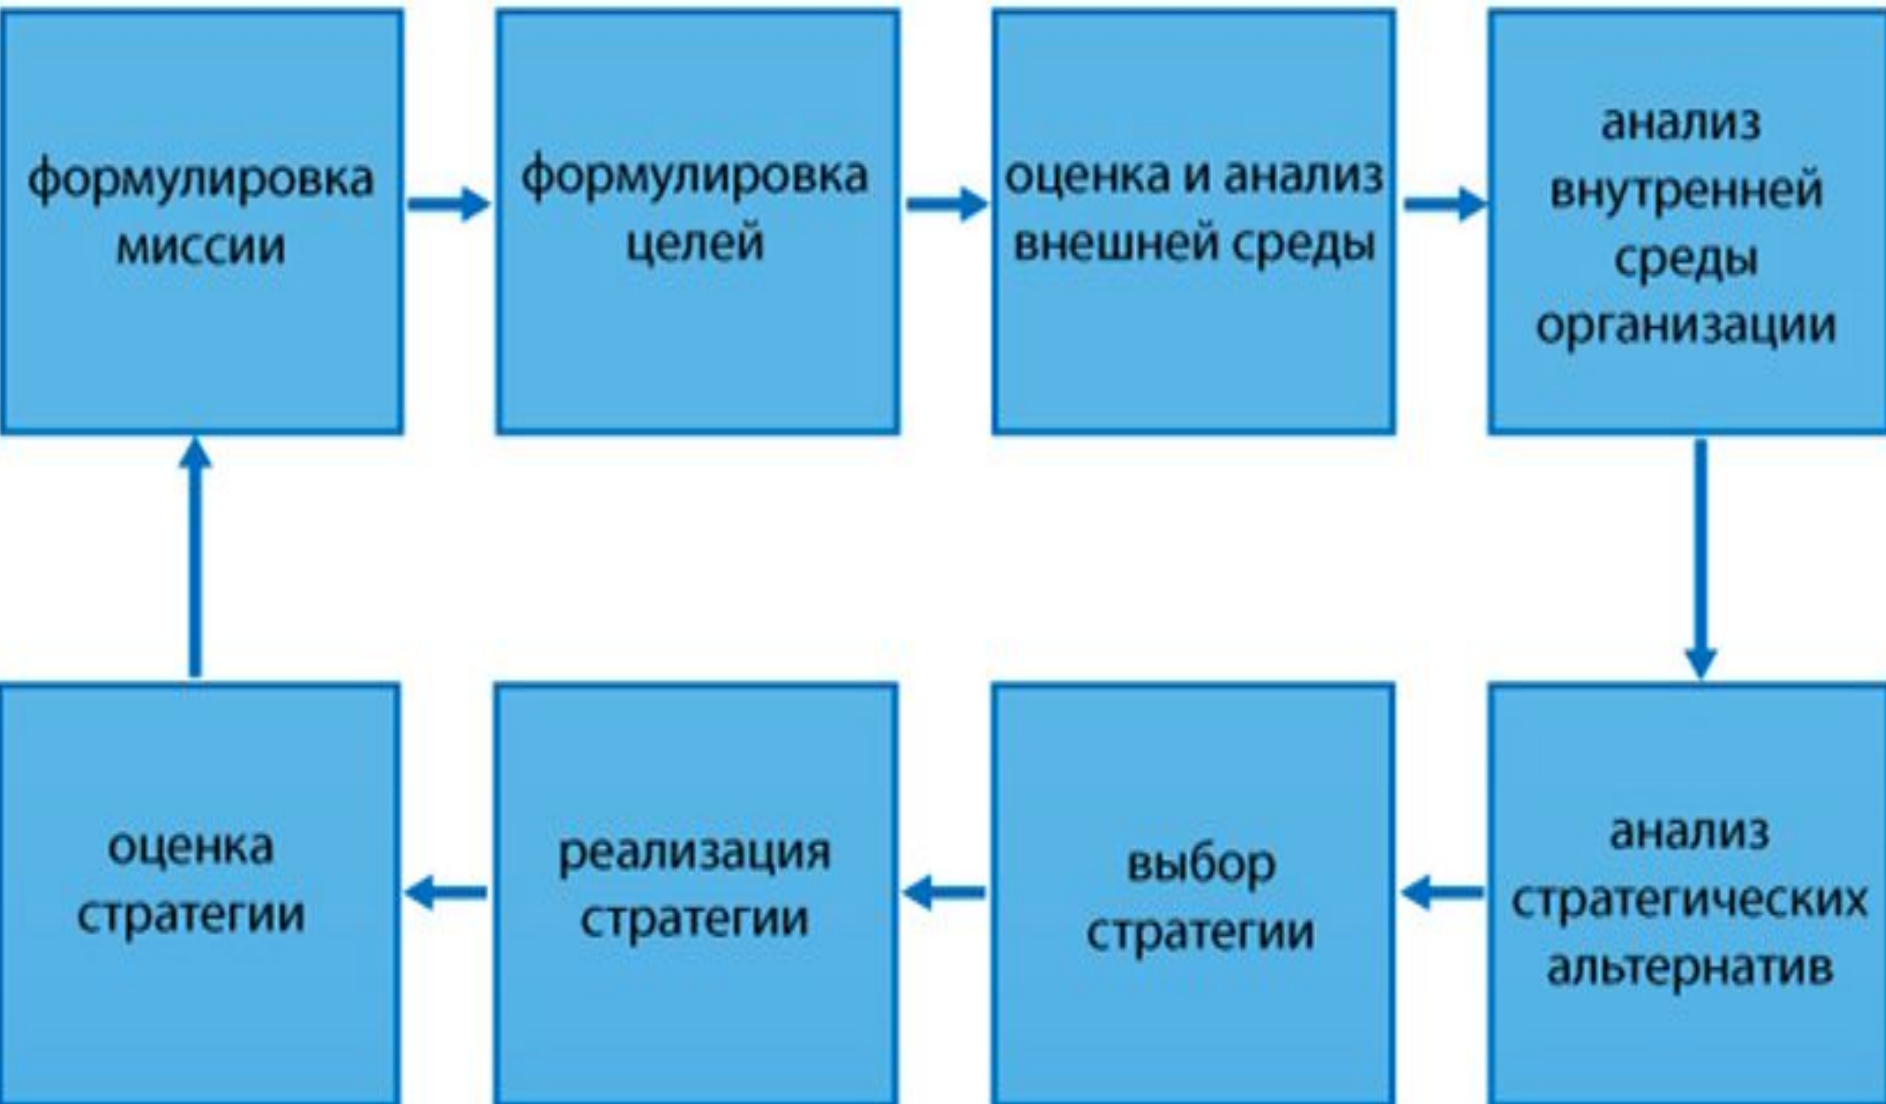 формулировка
миссии
формулировка
целей
оценка и анализ
внешней среды
анализ
внутренней
среды
организации
анализ
стратегических
альтернатив
выбор
стратегии
реализация
стратегии
оценка
стратегии